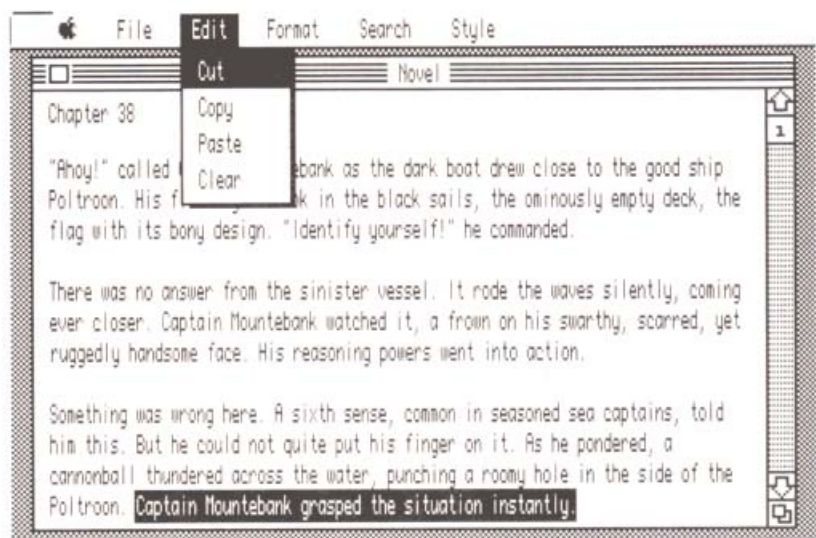 File Edit Format Search Style
Novel
Cut
Copy
Paste
Clear
Chapter 38
1
"Ahoy!" called ebank as the dark boat drew close to the good ship
Poltroon. His f k in the black sails, the ominously empty deck, the
flag with its bony design. "Identify yourself!" he commanded.
There was no answer from the sinister vessel. It rode the waves silently, coming
ever closer. Captain Mountebank watched it, a frown on his swarthy, scarred, yet
ruggedly handsome face. His reasoning powers went into action.
Something was wrong here. A sixth sense, common in seasoned sea captains, told
him this. But he could not quite put his finger on it. As he pondered, a
cannonball thundered across the water, punching a roomy hole in the side of the
Poltroon. Captain Mountebank grasped the situation instantly.